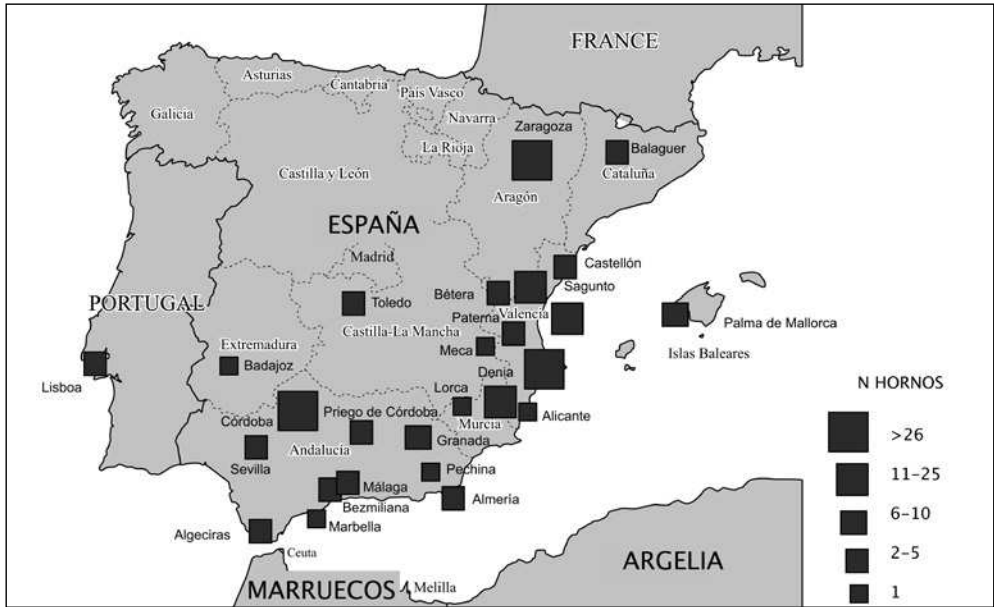 FRANCE
Asturias
Cantabria
País Vasco
Galicia
Navarra
Zaragoza
La Rioja
Balaguer
Castilla y León
Cataluña
Aragón
ESPAÑA
Madrid
Castellón
Sagunto
Bétera
Toledo
PORTUGAL
Paterna
Valencia
Palma de Mallorca
Castilla-La Mancha
Extremadura
Meca
Islas Baleares
Badajoz
Denia
Lisboa
N HORNOS
Lorca
Priego de Córdoba
Alicante
Córdoba
Murcia
>26
Granada
Andalucía
Sevilla
Pechina
11-25
Málaga
Almería
Bezmiliana
6-10
Marbella
Algeciras
Ceuta
ARGELIA
2-5
MARRUECOS
Melilla
1